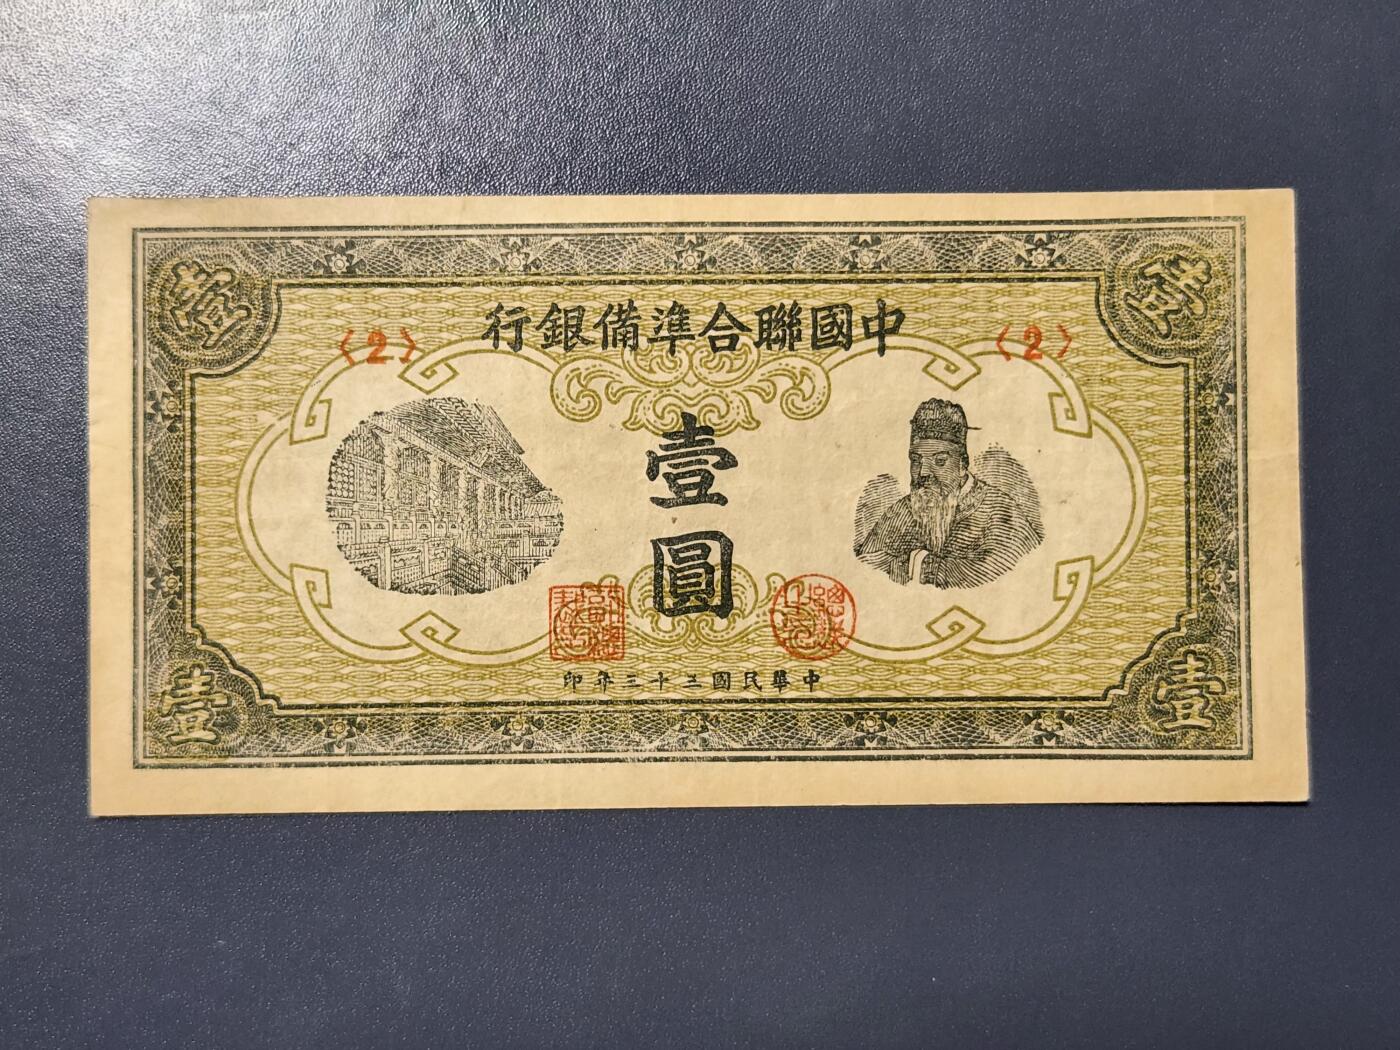 壹 壹
中國聯合準備銀行
〈2〉 〈2〉
壹
圓
中華民國三十三年印
壹 壹